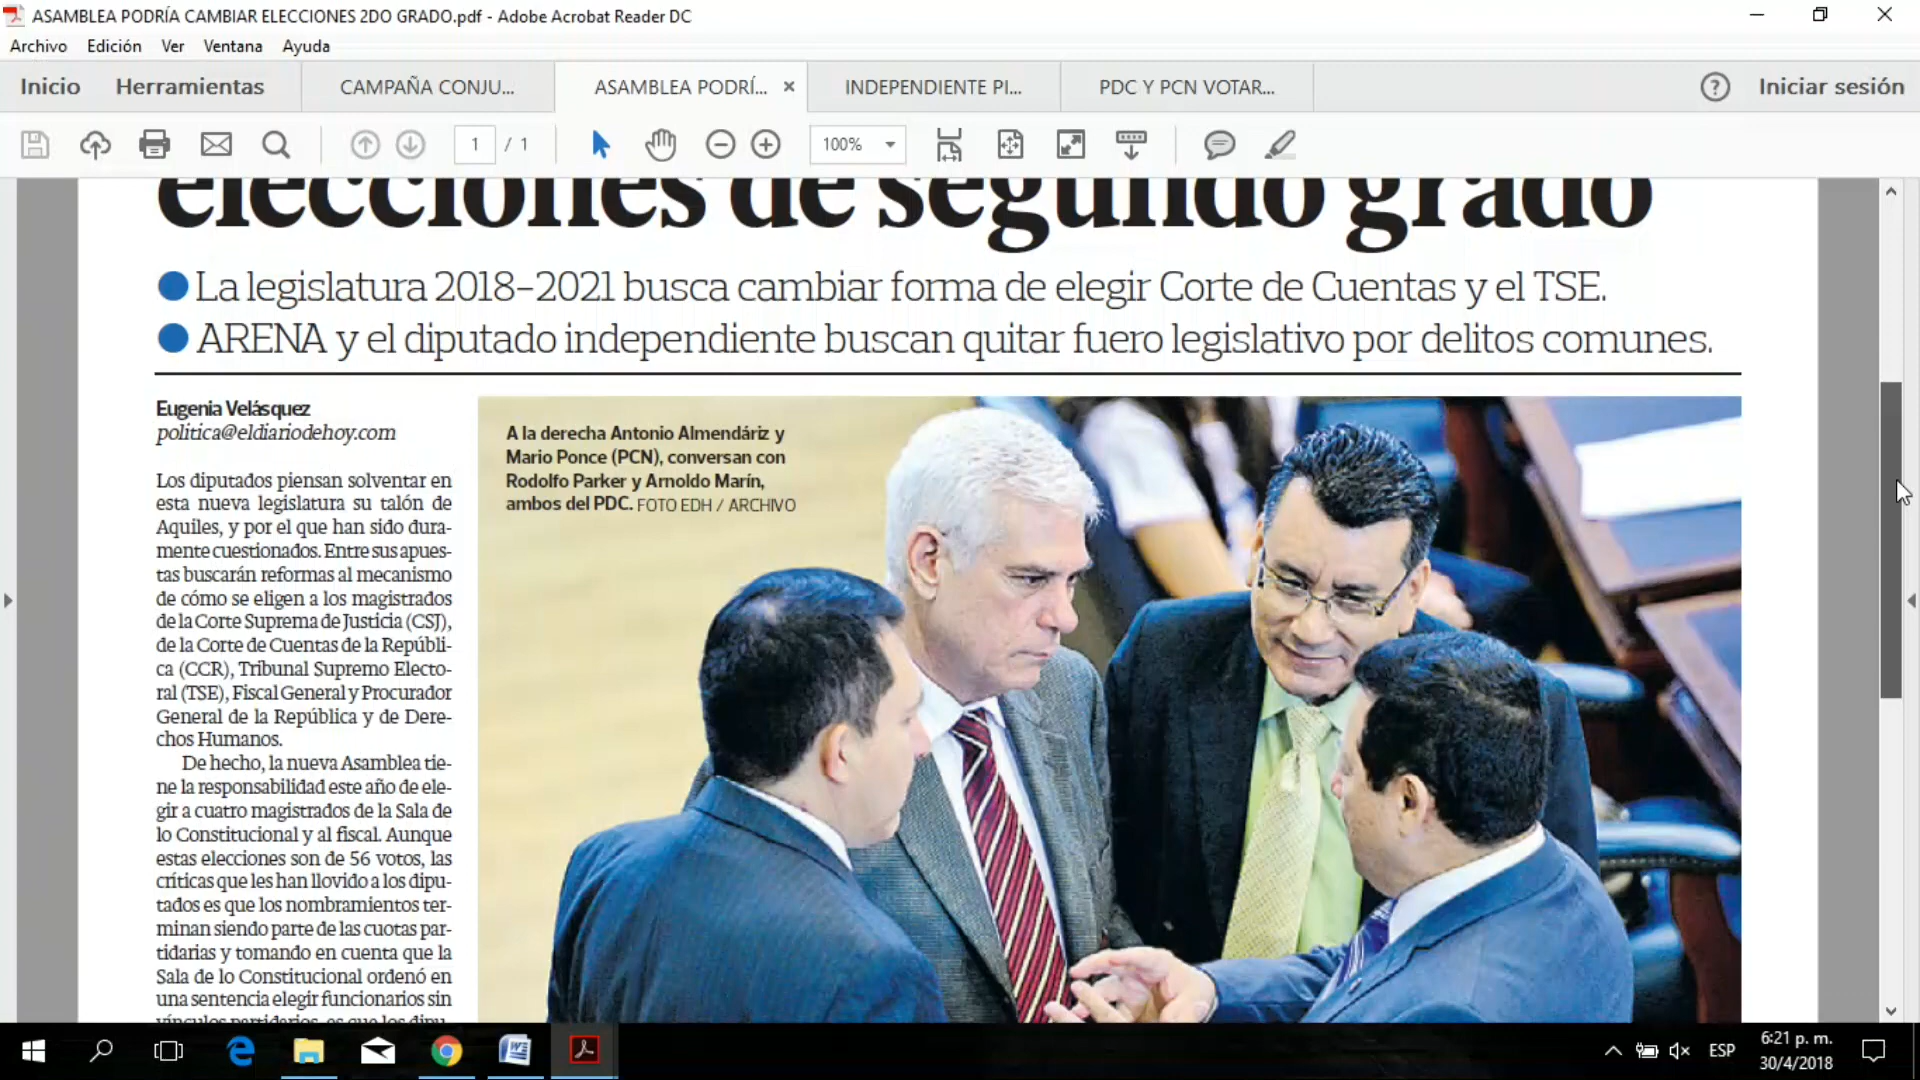 ASAMBLEA PODRÍA CAMBIAR ELECCIONES 2DO GRADO.pdf - Adobe Acrobat Reader DC
Archivo Edición Ver Ventana Ayuda
Inicio Herramientas CAMPAÑA CONJU... ASAMBLEA PODRÍ... INDEPENDIENTE PI... PDC Y PCN VOTAR... Iniciar sesión
1 / 1 100%
elecciones de segundo grado
La legislatura 2018-2021 busca cambiar forma de elegir Corte de Cuentas y el TSE.
ARENA y el diputado independiente buscan quitar fuero legislativo por delitos comunes.
Eugenia Velásquez
politica@eldiariodehoy.com
Los diputados piensan solventar en
esta nueva legislatura su talón de
Aquiles, y por el que han sido dura-
mente cuestionados. Entre sus apues-
tas buscarán reformas al mecanismo
de cómo se eligen a los magistrados
de la Corte Suprema de Justicia (CSJ),
de la Corte de Cuentas de la Repúbli-
ca (CCR), Tribunal Supremo Electo-
ral (TSE), Fiscal General y Procurador
General de la República y de Dere-
chos Humanos.
De hecho, la nueva Asamblea tie-
ne la responsabilidad este año de ele-
gir a cuatro magistrados de la Sala de
lo Constitucional y al fiscal. Aunque
estas elecciones son de 56 votos, las
críticas que les han llovido a los dipu-
tados es que los nombramientos ter-
minan siendo parte de las cuotas par-
tidarias y tomando en cuenta que la
Sala de lo Constitucional ordenó en
una sentencia elegir funcionarios sin
vínculos partidarios, es que los dipu-
A la derecha Antonio Almendáriz y
Mario Ponce (PCN), conversan con
Rodolfo Parker y Arnoldo Marín,
ambos del PDC. FOTO EDH / ARCHIVO
ESP
6:21 p. m.
30/4/2018